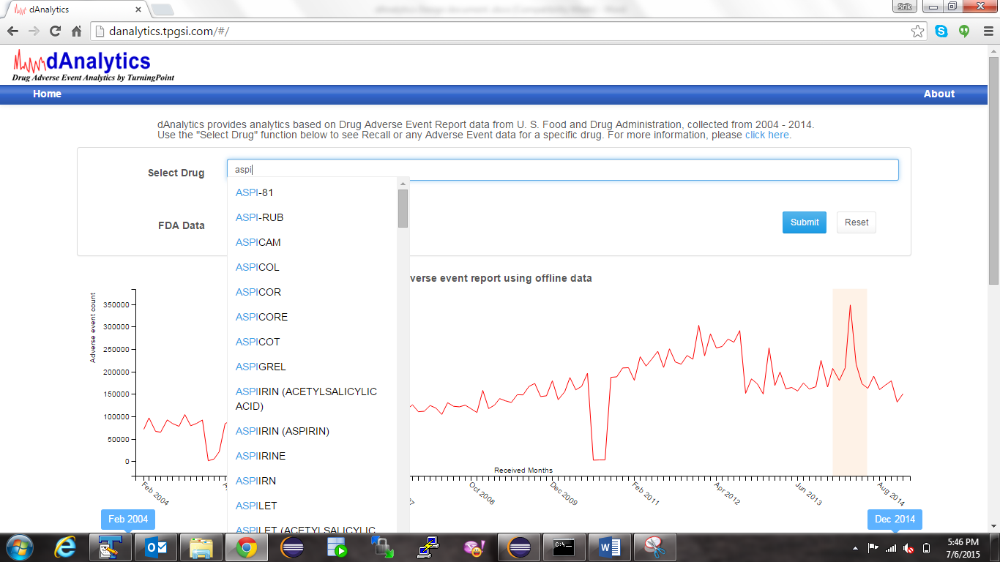 dAnalytics
Srik
danalytics.tpgsi.com/#/
dAnalytics
Drug Adverse Event Analytics by TurningPoint
Home
About
dAnalytics provides analytics based on Drug Adverse Event Report data from U. S. Food and Drug Administration, collected from 2004 - 2014.
Use the "Select Drug" function below to see Recall or any Adverse Event data for a specific drug. For more information, please click here.
Select Drug
aspi
ASPI-81
ASPI-RUB
ASPICAM
ASPICOL
ASPICOR
ASPICORE
ASPICOT
ASPIGREL
ASPIIRIN (ACETYLSALICYLIC
ACID)
ASPIIRIN (ASPIRIN)
ASPIIRINE
ASPIIRN
ASPILET
ASPILET (ACETYLSALICYLIC
FDA Data
Submit
Reset
verse event report using offline data
Adverse event count
350000
300000
250000
200000
150000
100000
50000
0
Received Months
Feb 2004
Oct 2008
Dec 2009
Feb 2011
Apr 2012
Jun 2013
Aug 2014
Feb 2004
Dec 2014
5:46 PM
7/6/2015